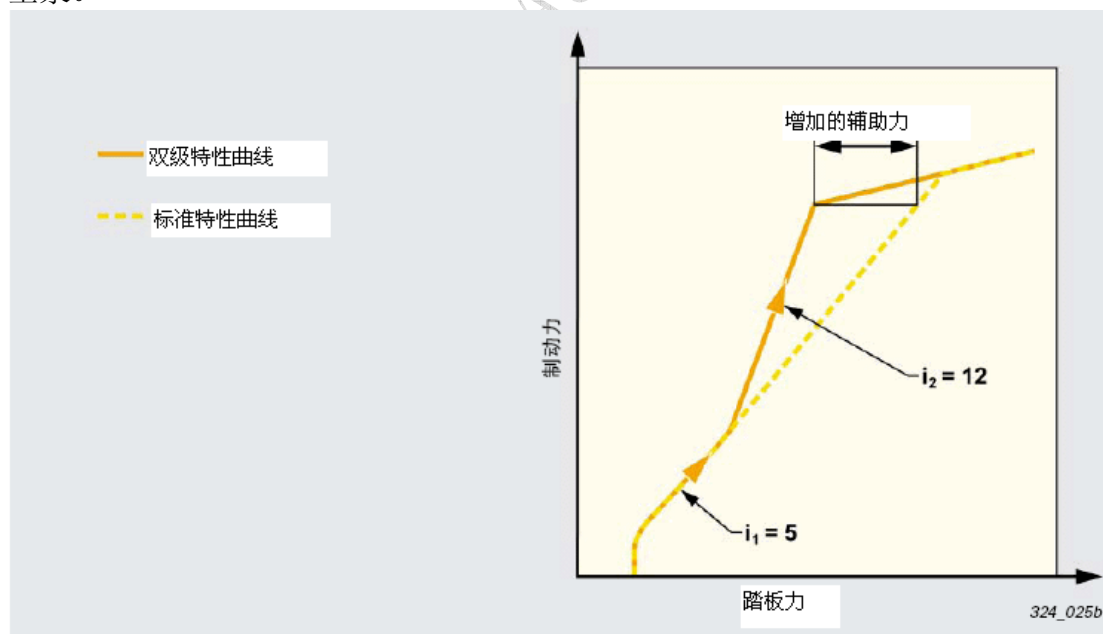 双级特性曲线
标准特性曲线
增加的辅助力
制动力
i₂ = 12
i₁ = 5
踏板力
324_025b